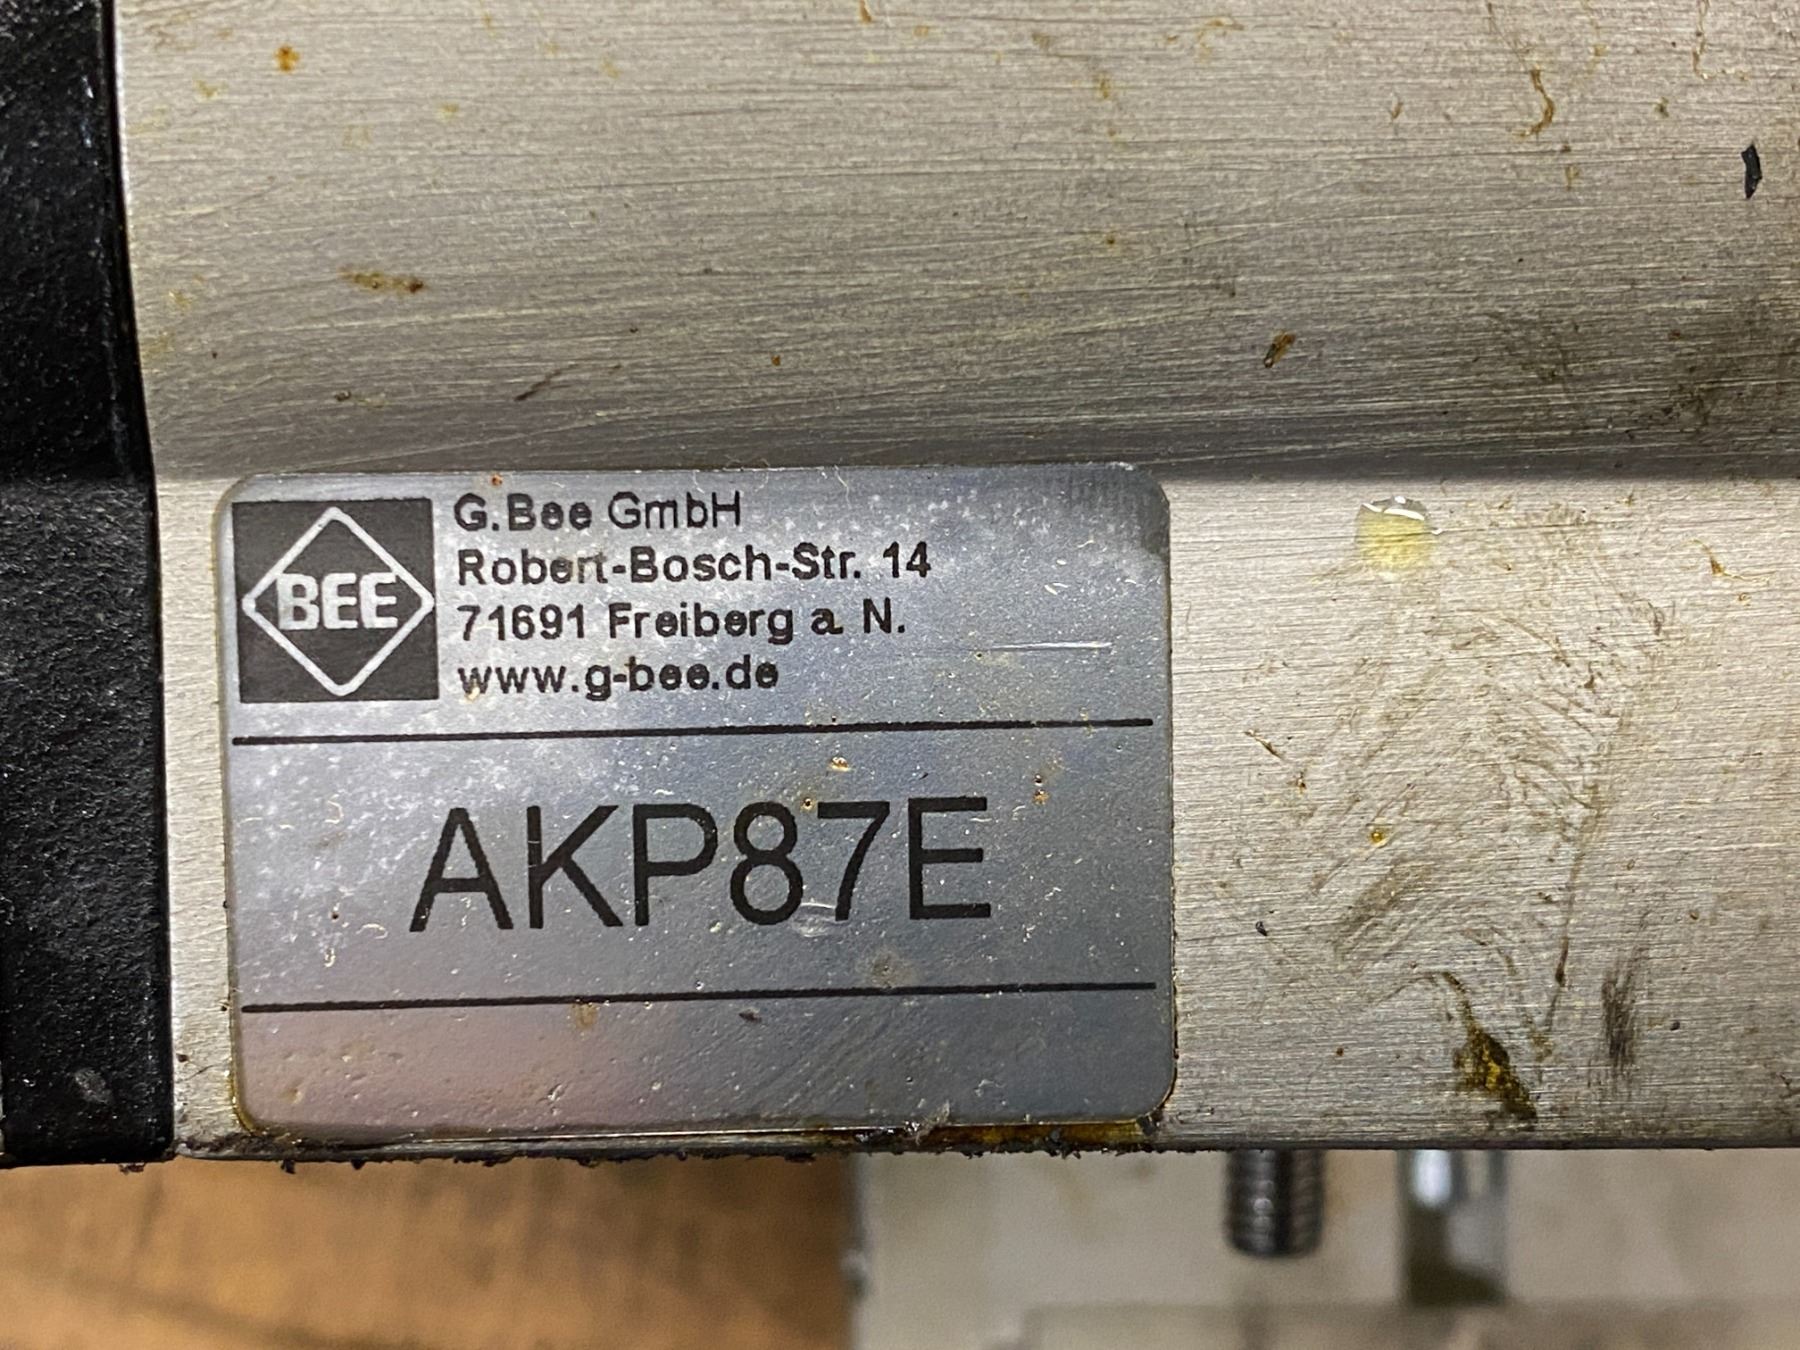 BEE
G.Bee GmbH
Robert-Bosch-Str. 14
71691 Freiberg a. N.
www.g-bee.de
AKP87E